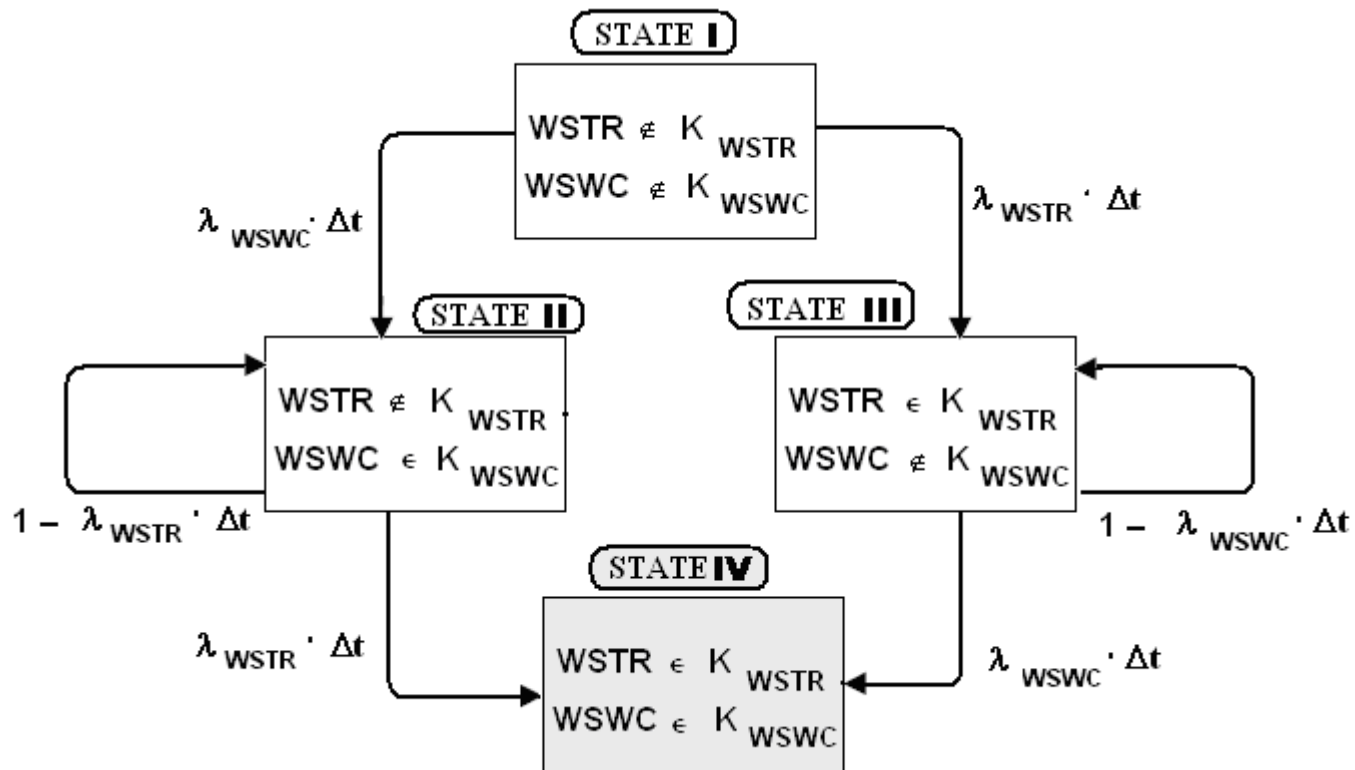 STATE I
WSTR ∉ K WSTR
WSWC ∉ K WSWC
λ WSWC · Δt
λ WSTR · Δt
STATE II
STATE III
WSTR ∉ K WSTR
WSWC ϵ K WSWC
WSTR ϵ K WSTR
WSWC ∉ K WSWC
1 – λ WSTR · Δt
1 – λ WSWC · Δt
STATE IV
λ WSTR · Δt
λ WSWC · Δt
WSTR ϵ K WSTR
WSWC ϵ K WSWC